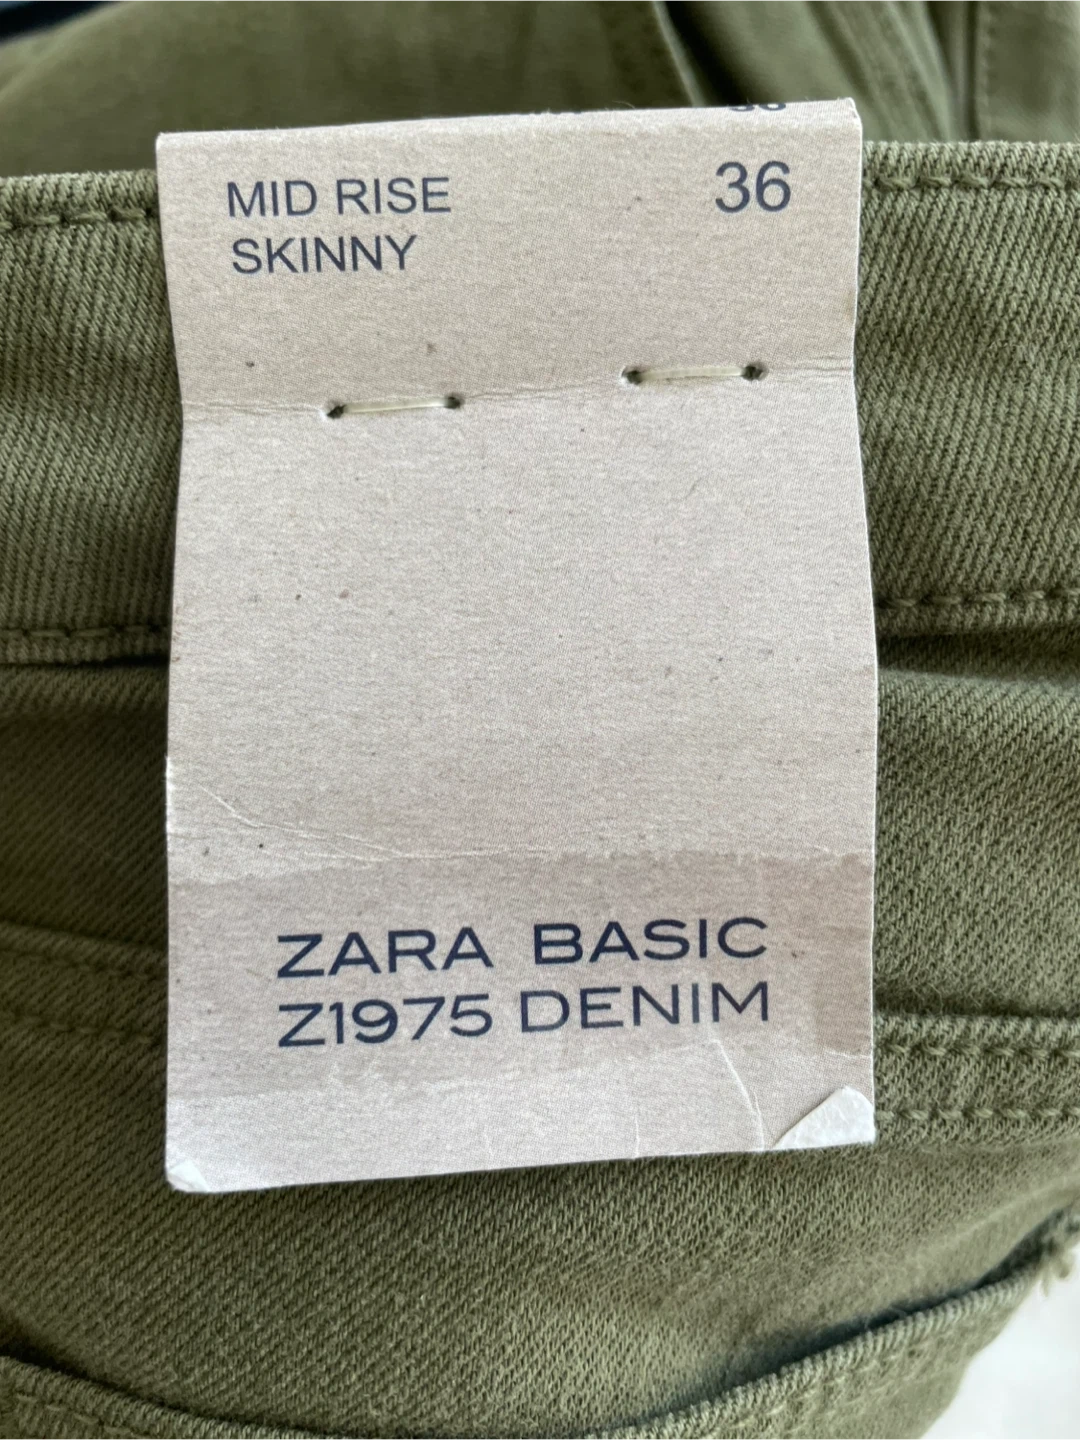 MID RISE
SKINNY
36
ZARA BASIC
Z1975 DENIM